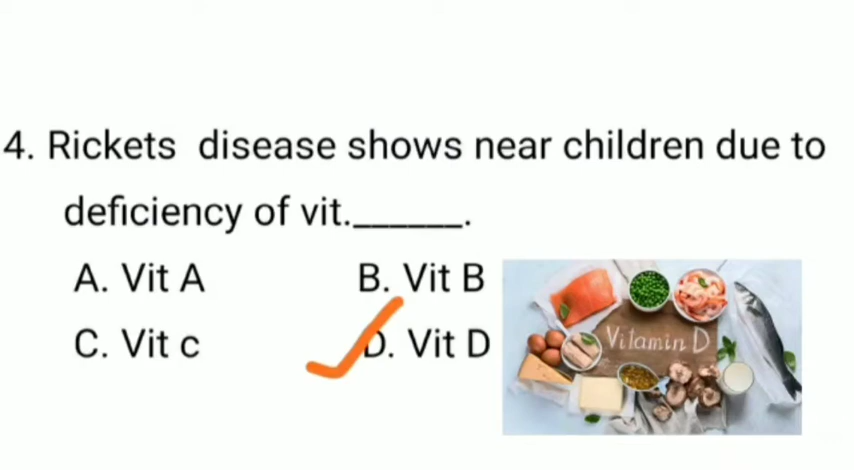 4. Rickets disease shows near children due to
deficiency of vit.______.
A. Vit A B. Vit B
C. Vit c D. Vit D
Vitamin D